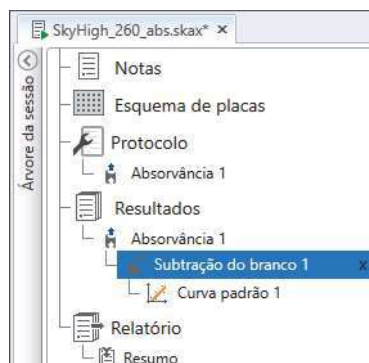 SkyHigh_260_abs.skax* ×
Árvore da sessão
Notas
Esquema de placas
Protocolo
Absorvância 1
Resultados
Absorvância 1
Subtração do branco 1 x
Curva padrão 1
Relatório
Resumo